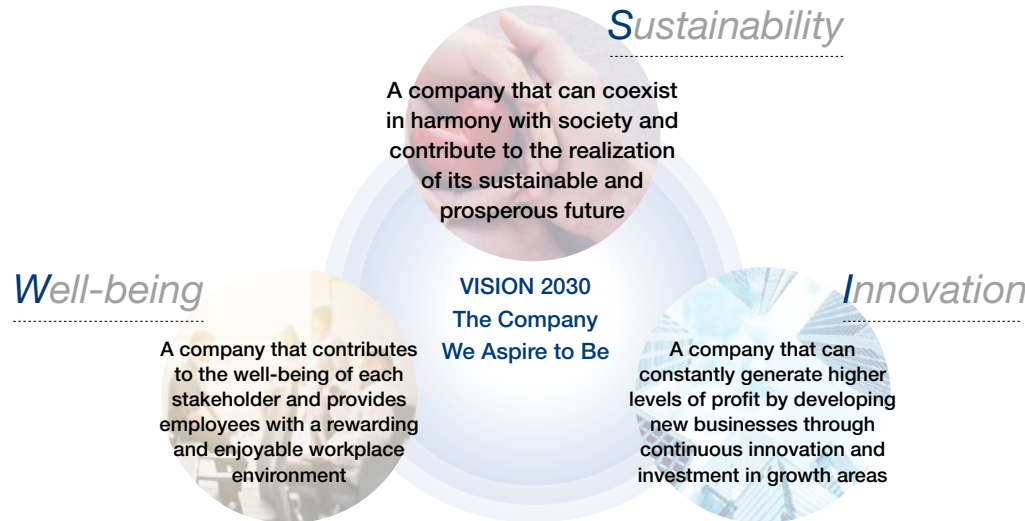 Sustainability
A company that can coexist
in harmony with society and
contribute to the realization
of its sustainable and
prosperous future
VISION 2030
The Company
We Aspire to Be
Well-being
A company that contributes
to the well-being of each
stakeholder and provides
employees with a rewarding
and enjoyable workplace
environment
Innovation
A company that can
constantly generate higher
levels of profit by developing
new businesses through
continuous innovation and
investment in growth areas